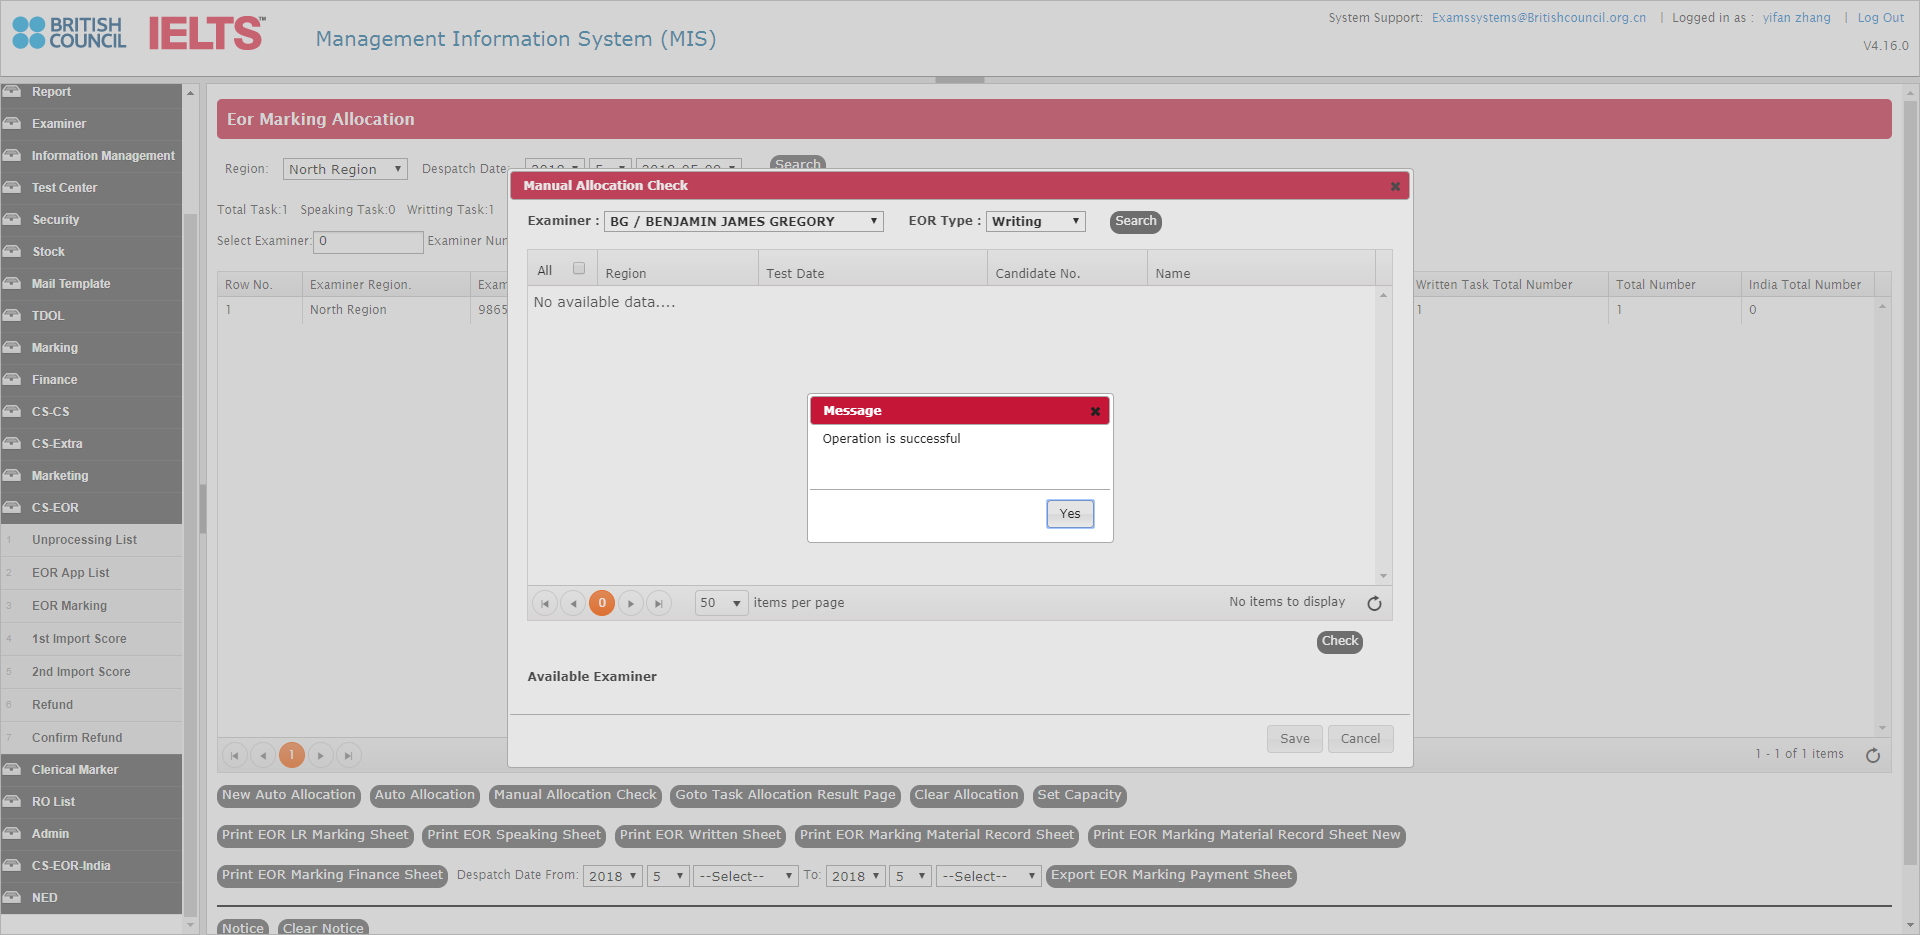 BRITISH COUNCIL IELTS™
Management Information System (MIS)
System Support: Examssystems@Britishcouncil.org.cn | Logged in as : yifan zhang | Log Out
V4.16.0
Report
Examiner
Information Management
Test Center
Security
Stock
Mail Template
TDOL
Marking
Finance
CS-CS
CS-Extra
Marketing
CS-EOR
1 Unprocessing List
2 EOR App List
3 EOR Marking
4 1st Import Score
5 2nd Import Score
6 Refund
7 Confirm Refund
Clerical Marker
RO List
Admin
CS-EOR-India
NED
Eor Marking Allocation
Region: North Region Despatch Date: 2018 5 Search
Total Task:1 Speaking Task:0 Writting Task:1
Select Examiner: 0
Row No. Examiner Region. Written Task Total Number Total Number India Total Number
1 North Region 9865 1 1 0
Manual Allocation Check
Examiner : BG / BENJAMIN JAMES GREGORY EOR Type : Writing Search
All Region Test Date Candidate No. Name
No available data....
Message
Operation is successful
Yes
0 50 items per page No items to display
Check
Available Examiner
Save Cancel
1 1 - 1 of 1 items
New Auto Allocation Auto Allocation Manual Allocation Check Goto Task Allocation Result Page Clear Allocation Set Capacity
Print EOR LR Marking Sheet Print EOR Speaking Sheet Print EOR Written Sheet Print EOR Marking Material Record Sheet Print EOR Marking Material Record Sheet New
Print EOR Marking Finance Sheet Despatch Date From: 2018 5 --Select-- To: 2018 5 --Select-- Export EOR Marking Payment Sheet
Notice Clear Notice